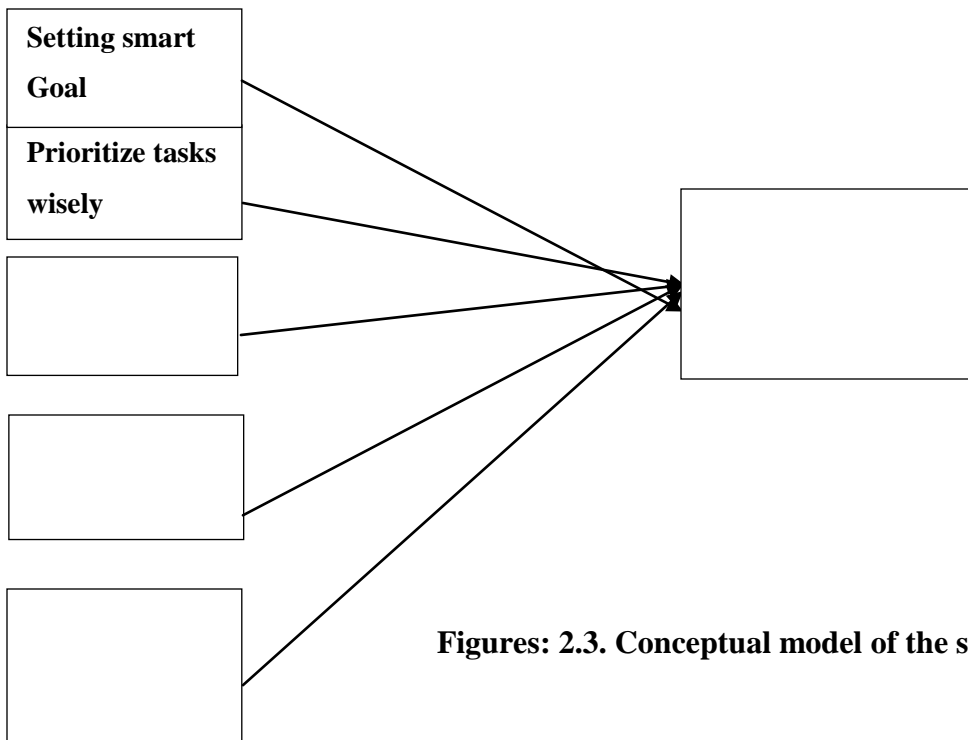 Setting smart
Goal
Prioritize tasks
wisely
Figures: 2.3. Conceptual model of the s